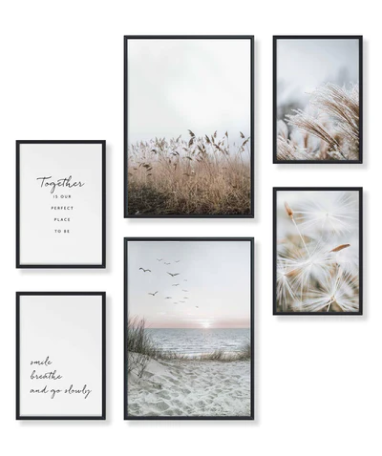 Together
IS OUR
PERFECT
PLACE
TO BE
smile
breathe
and go slowly